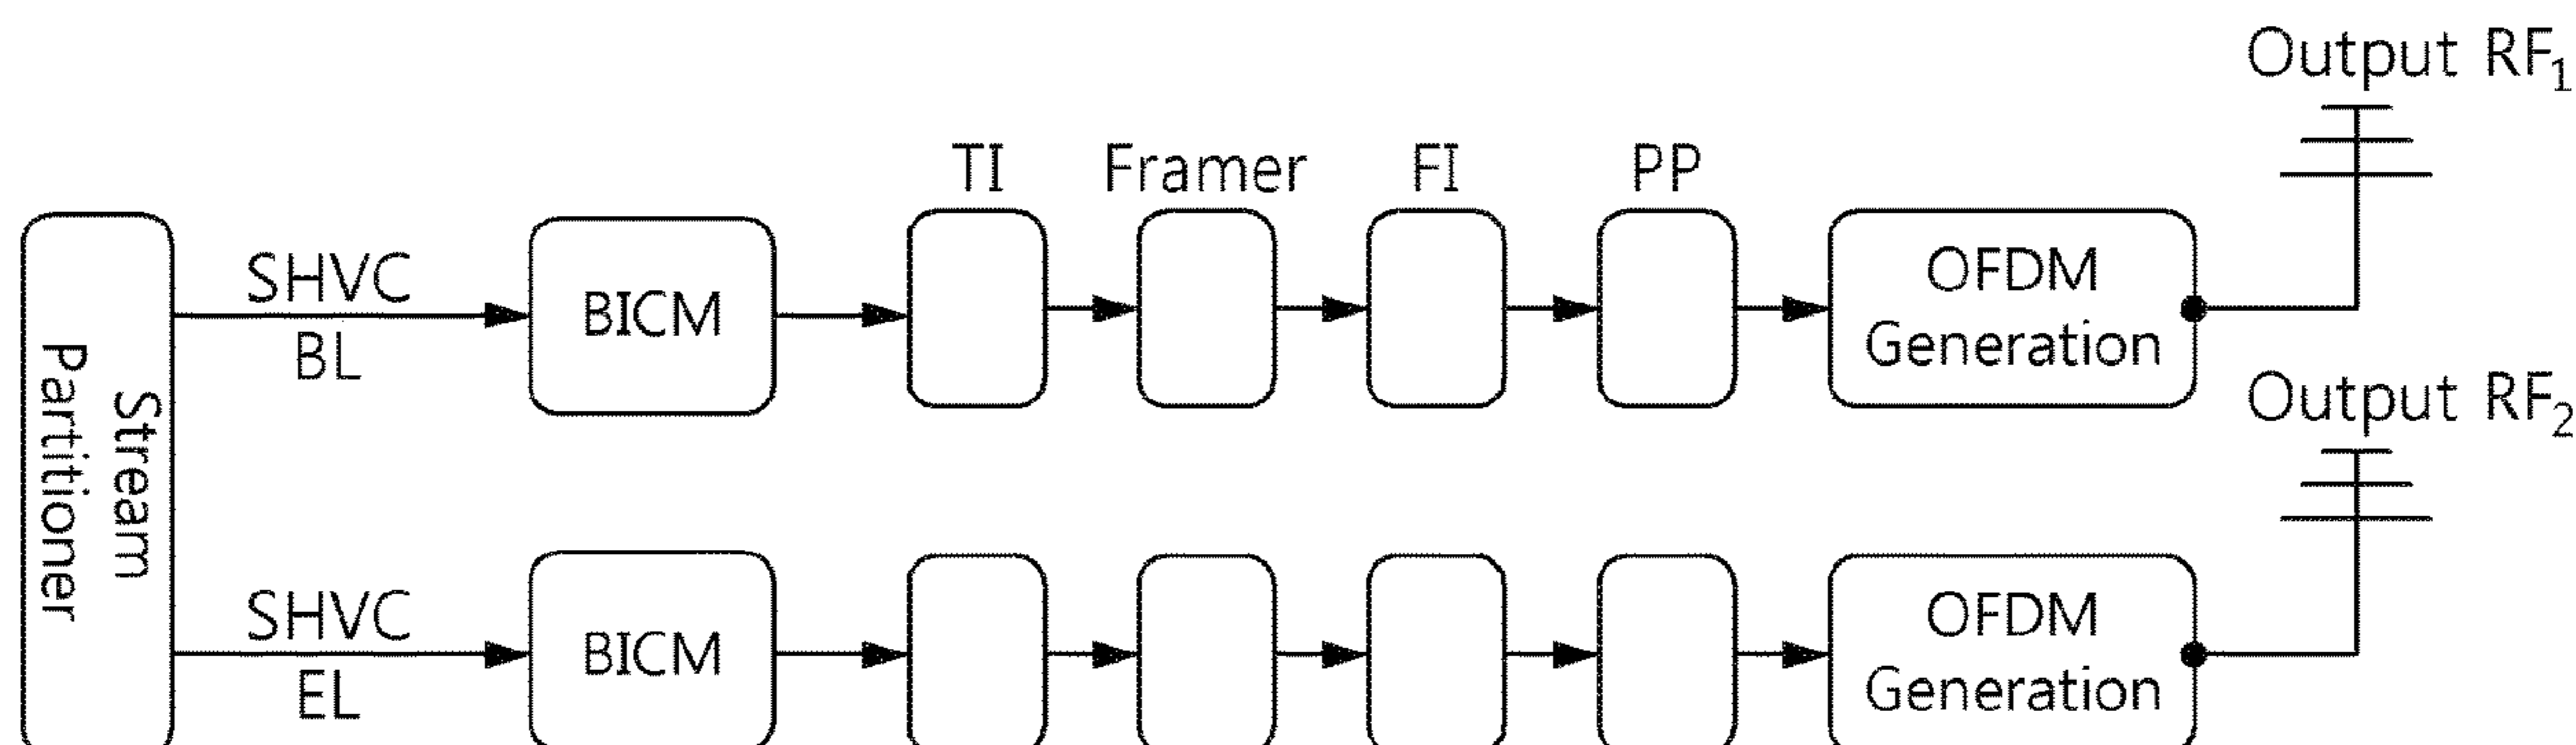 Output RF1
TI
Framer
FI
PP
Stream
Partitioner
SHVC
BL
BICM
OFDM
Generation
Output RF2
SHVC
EL
BICM
OFDM
Generation